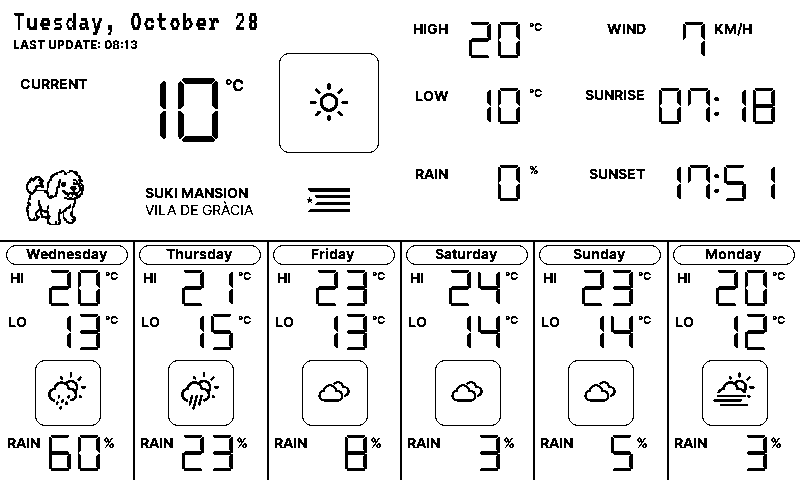 Tuesday, October 28
LAST UPDATE: 08:13
CURRENT 10 °C
SUKI MANSION
VILA DE GRÀCIA
HIGH 20 °C
LOW 10 °C
RAIN 0 %
WIND 7 KM/H
SUNRISE 07:18
SUNSET 17:51
Wednesday
HI 20 °C
LO 13 °C
RAIN 60 %
Thursday
HI 21 °C
LO 15 °C
RAIN 23 %
Friday
HI 23 °C
LO 13 °C
RAIN 8 %
Saturday
HI 24 °C
LO 14 °C
RAIN 3 %
Sunday
HI 23 °C
LO 14 °C
RAIN 5 %
Monday
HI 20 °C
LO 12 °C
RAIN 3 %